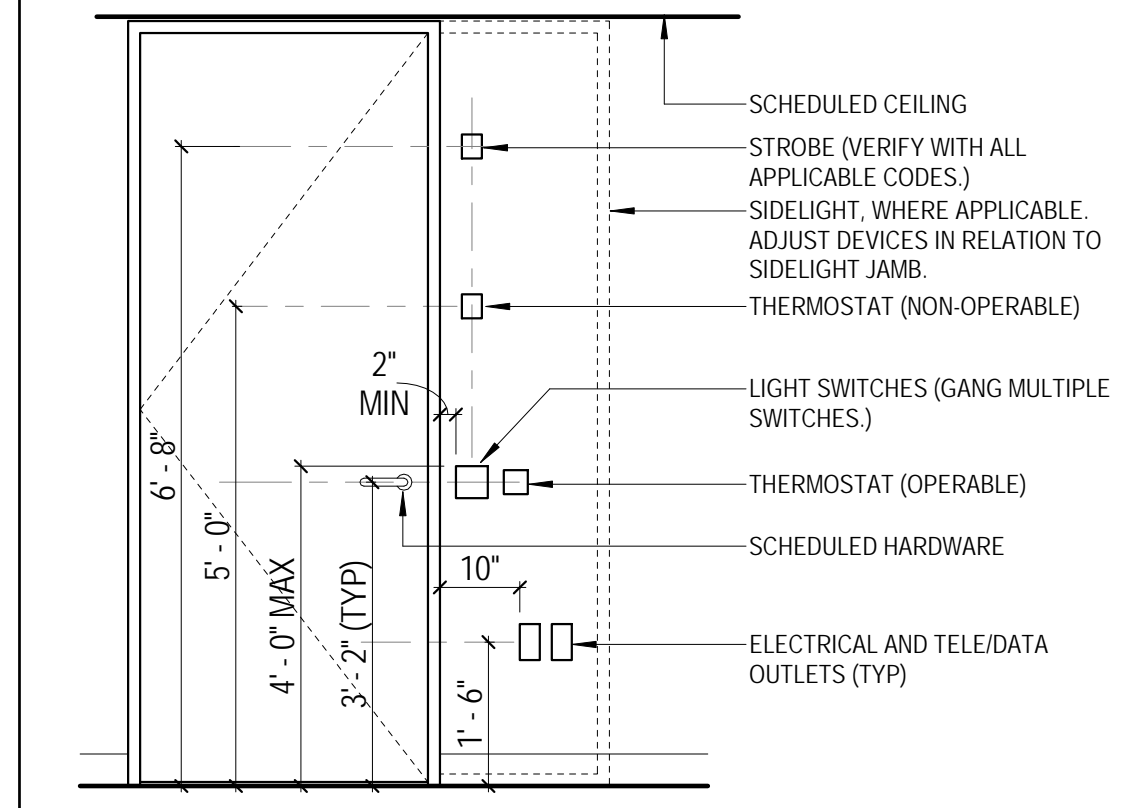 SCHEDULED CEILING
STROBE (VERIFY WITH ALL
APPLICABLE CODES.)
SIDELIGHT, WHERE APPLICABLE.
ADJUST DEVICES IN RELATION TO
SIDELIGHT JAMB.
THERMOSTAT (NON-OPERABLE)
2"
MIN
LIGHT SWITCHES (GANG MULTIPLE
SWITCHES.)
6' - 8"
THERMOSTAT (OPERABLE)
5' - 0"
SCHEDULED HARDWARE
4' - 0" MAX
3' - 2" (TYP)
10"
ELECTRICAL AND TELE/DATA
OUTLETS (TYP)
1' - 6"